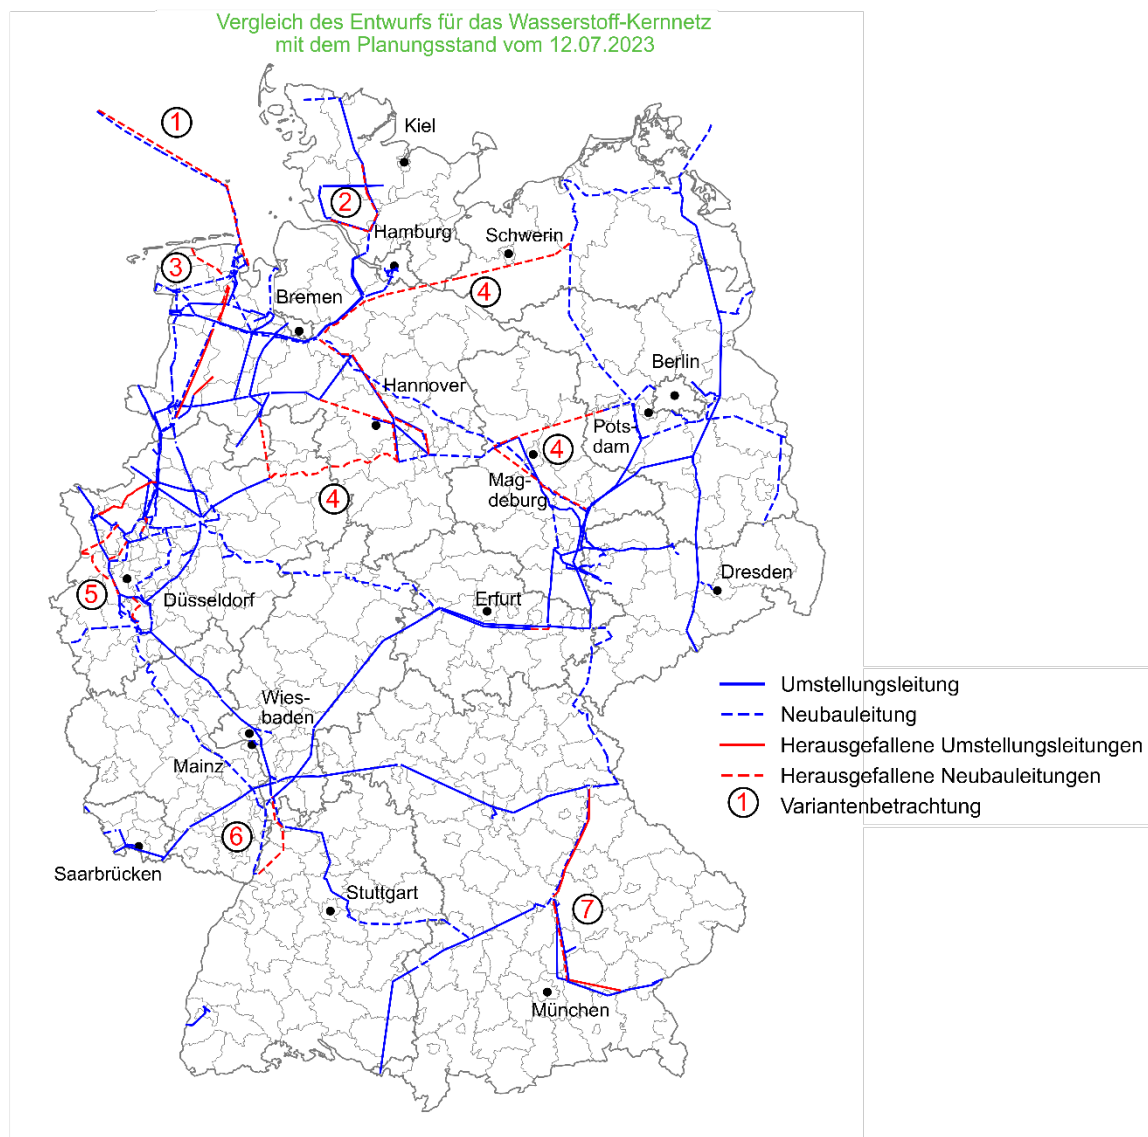 Vergleich des Entwurfs für das Wasserstoff-Kernnetz
mit dem Planungsstand vom 12.07.2023
1
Kiel
2
Hamburg
Schwerin
3
4
Bremen
Berlin
Hannover
Pots-
dam
4
Mag-
deburg
4
Dresden
5
Düsseldorf
Erfurt
Umstellungsleitung
Wies-
baden
Neubauleitung
Herausgefallene Umstellungsleitungen
Mainz
Herausgefallene Neubauleitungen
1 Variantenbetrachtung
6
Saarbrücken
Stuttgart
7
München